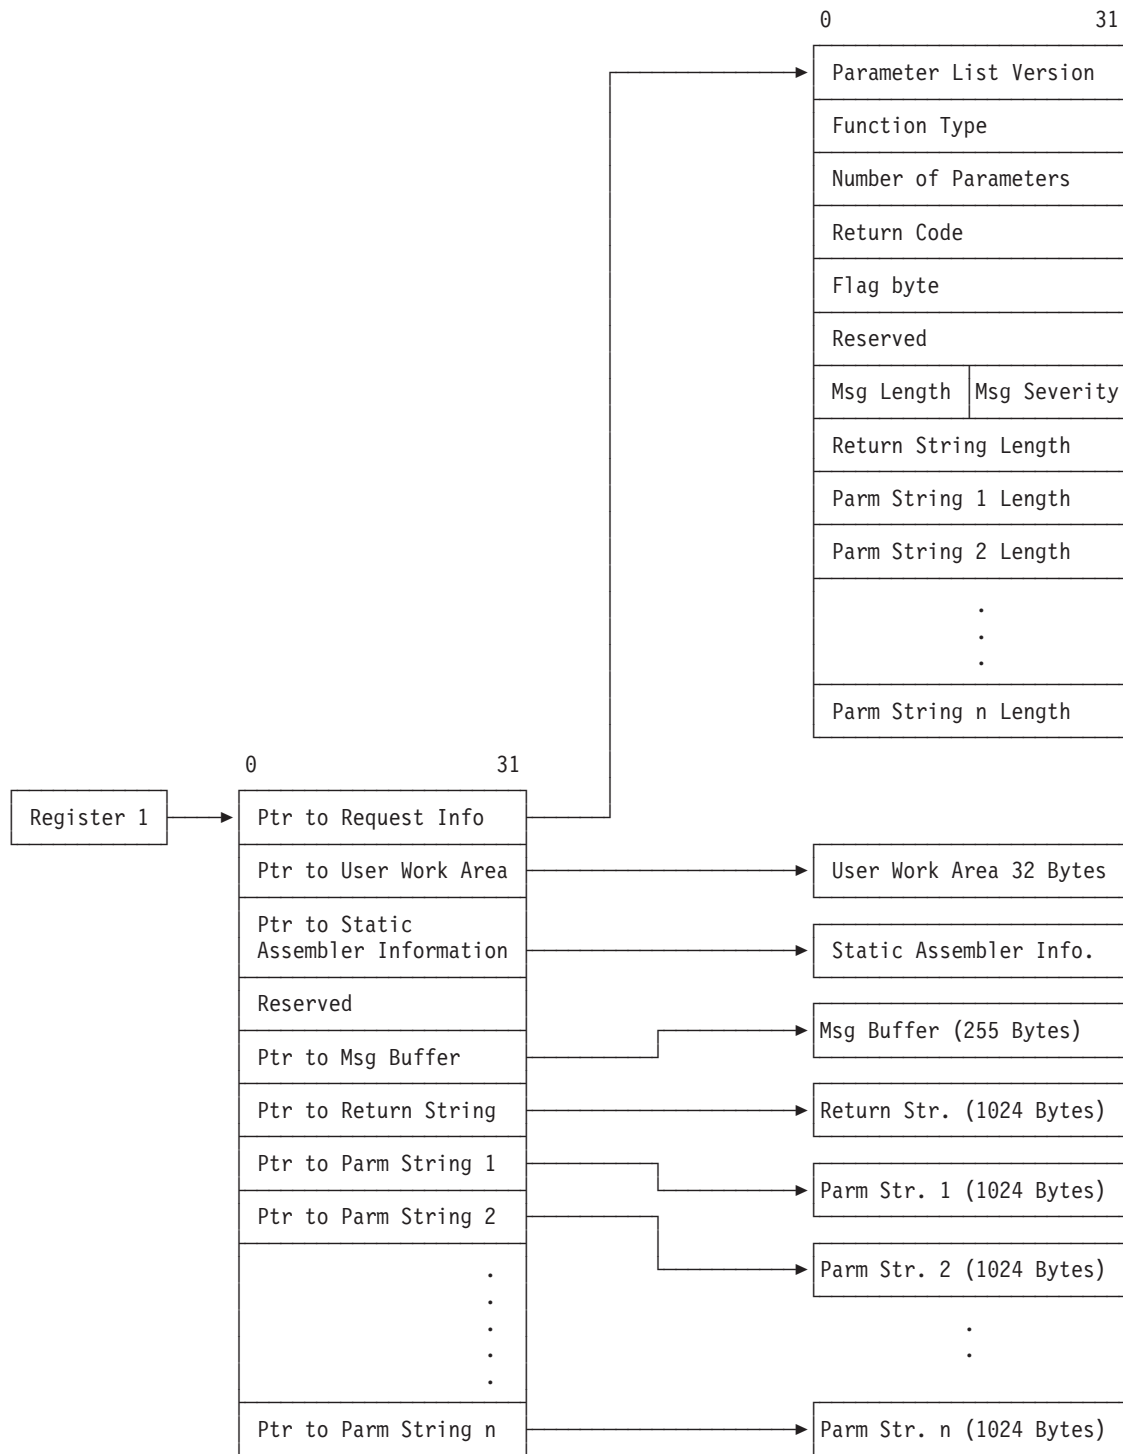 0 31
Parameter List Version
Function Type
Number of Parameters
Return Code
Flag byte
Reserved
Msg Length Msg Severity
Return String Length
Parm String 1 Length
Parm String 2 Length
.
.
.
Parm String n Length
0 31
Register 1
Ptr to Request Info
Ptr to User Work Area
User Work Area 32 Bytes
Ptr to Static
Assembler Information
Static Assembler Info.
Reserved
Ptr to Msg Buffer
Msg Buffer (255 Bytes)
Ptr to Return String
Return Str. (1024 Bytes)
Ptr to Parm String 1
Parm Str. 1 (1024 Bytes)
Ptr to Parm String 2
Parm Str. 2 (1024 Bytes)
.
.
.
.
.
.
.
Ptr to Parm String n
Parm Str. n (1024 Bytes)